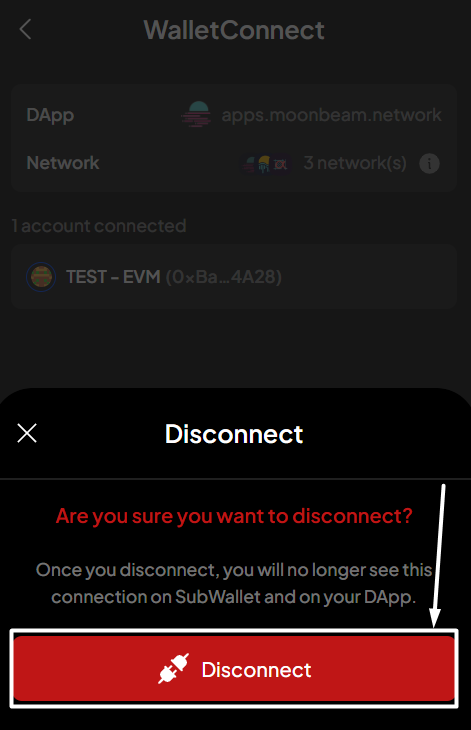 WalletConnect
DApp apps.moonbeam.network
Network 3 network(s)
1 account connected
TEST - EVM (0xBa...4A28)
Disconnect
Are you sure you want to disconnect?
Once you disconnect, you will no longer see this
connection on SubWallet and on your DApp.
Disconnect